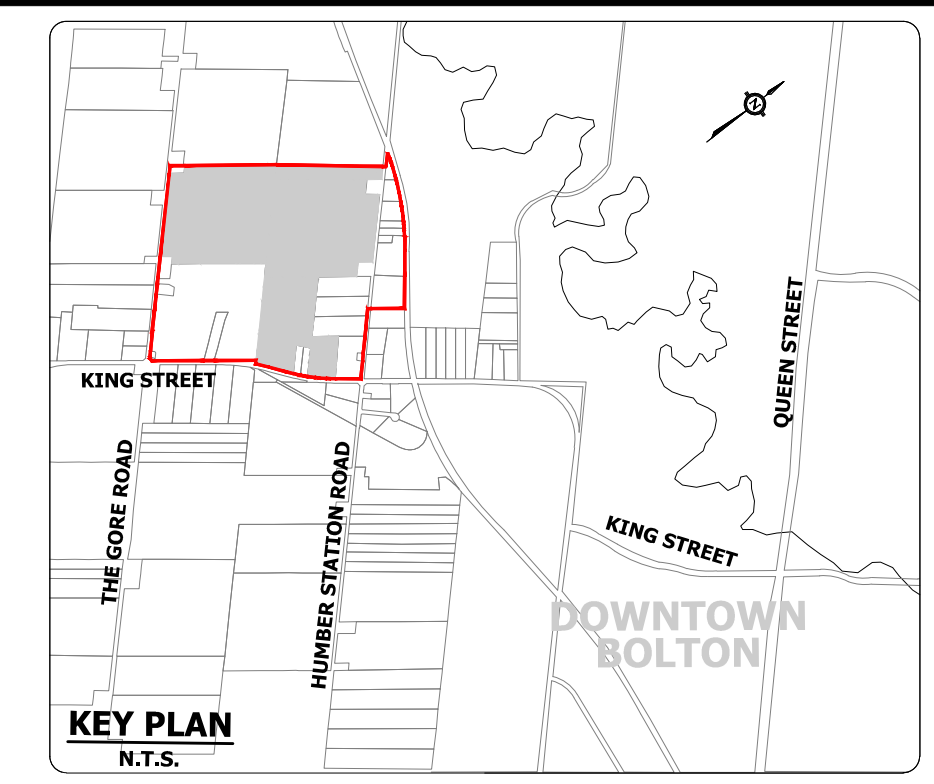 N
QUEEN STREET
KING STREET
THE GORE ROAD
HUMBER STATION ROAD
KING STREET
DOWNTOWN
BOLTON
KEY PLAN
N.T.S.